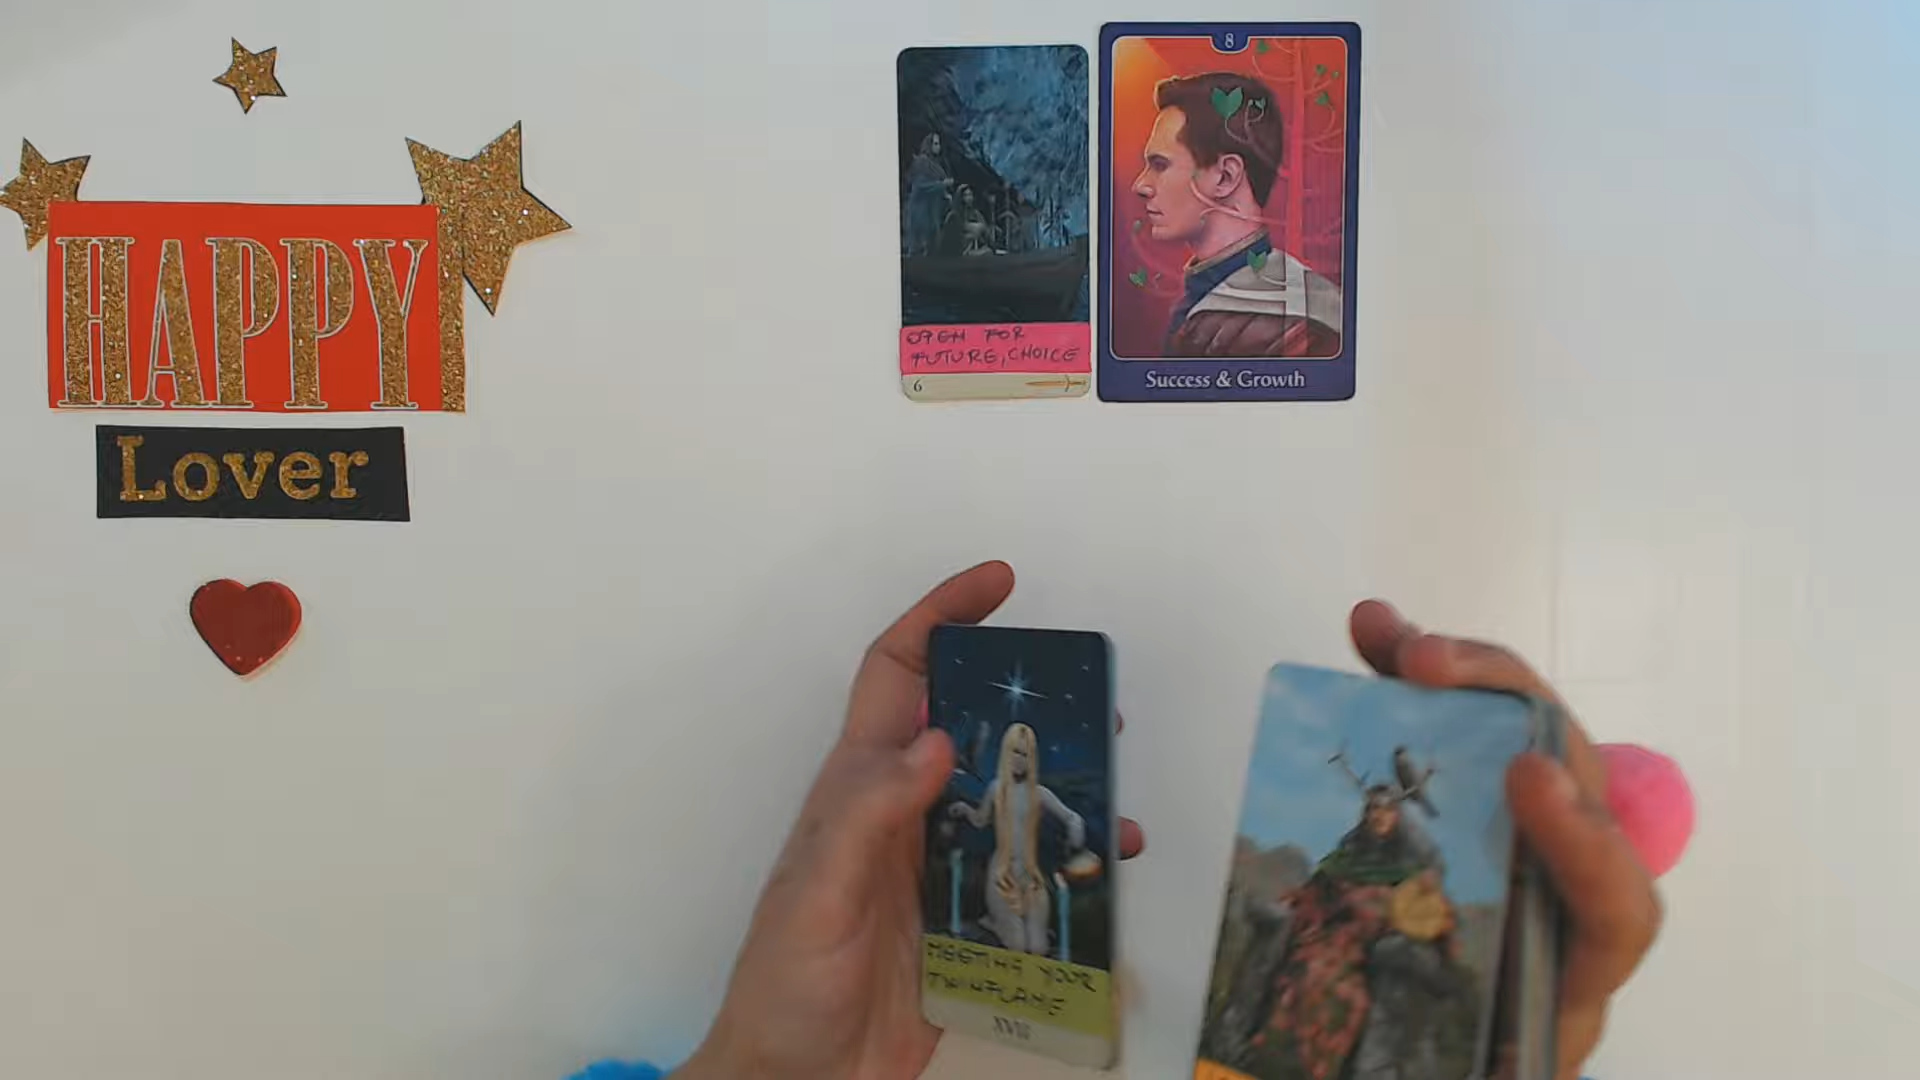 HAPPY
Lover
OPEN FOR
FUTURE, CHOICE
6
8
Success & Growth
MEETING YOUR
TWINFLAME
XVII